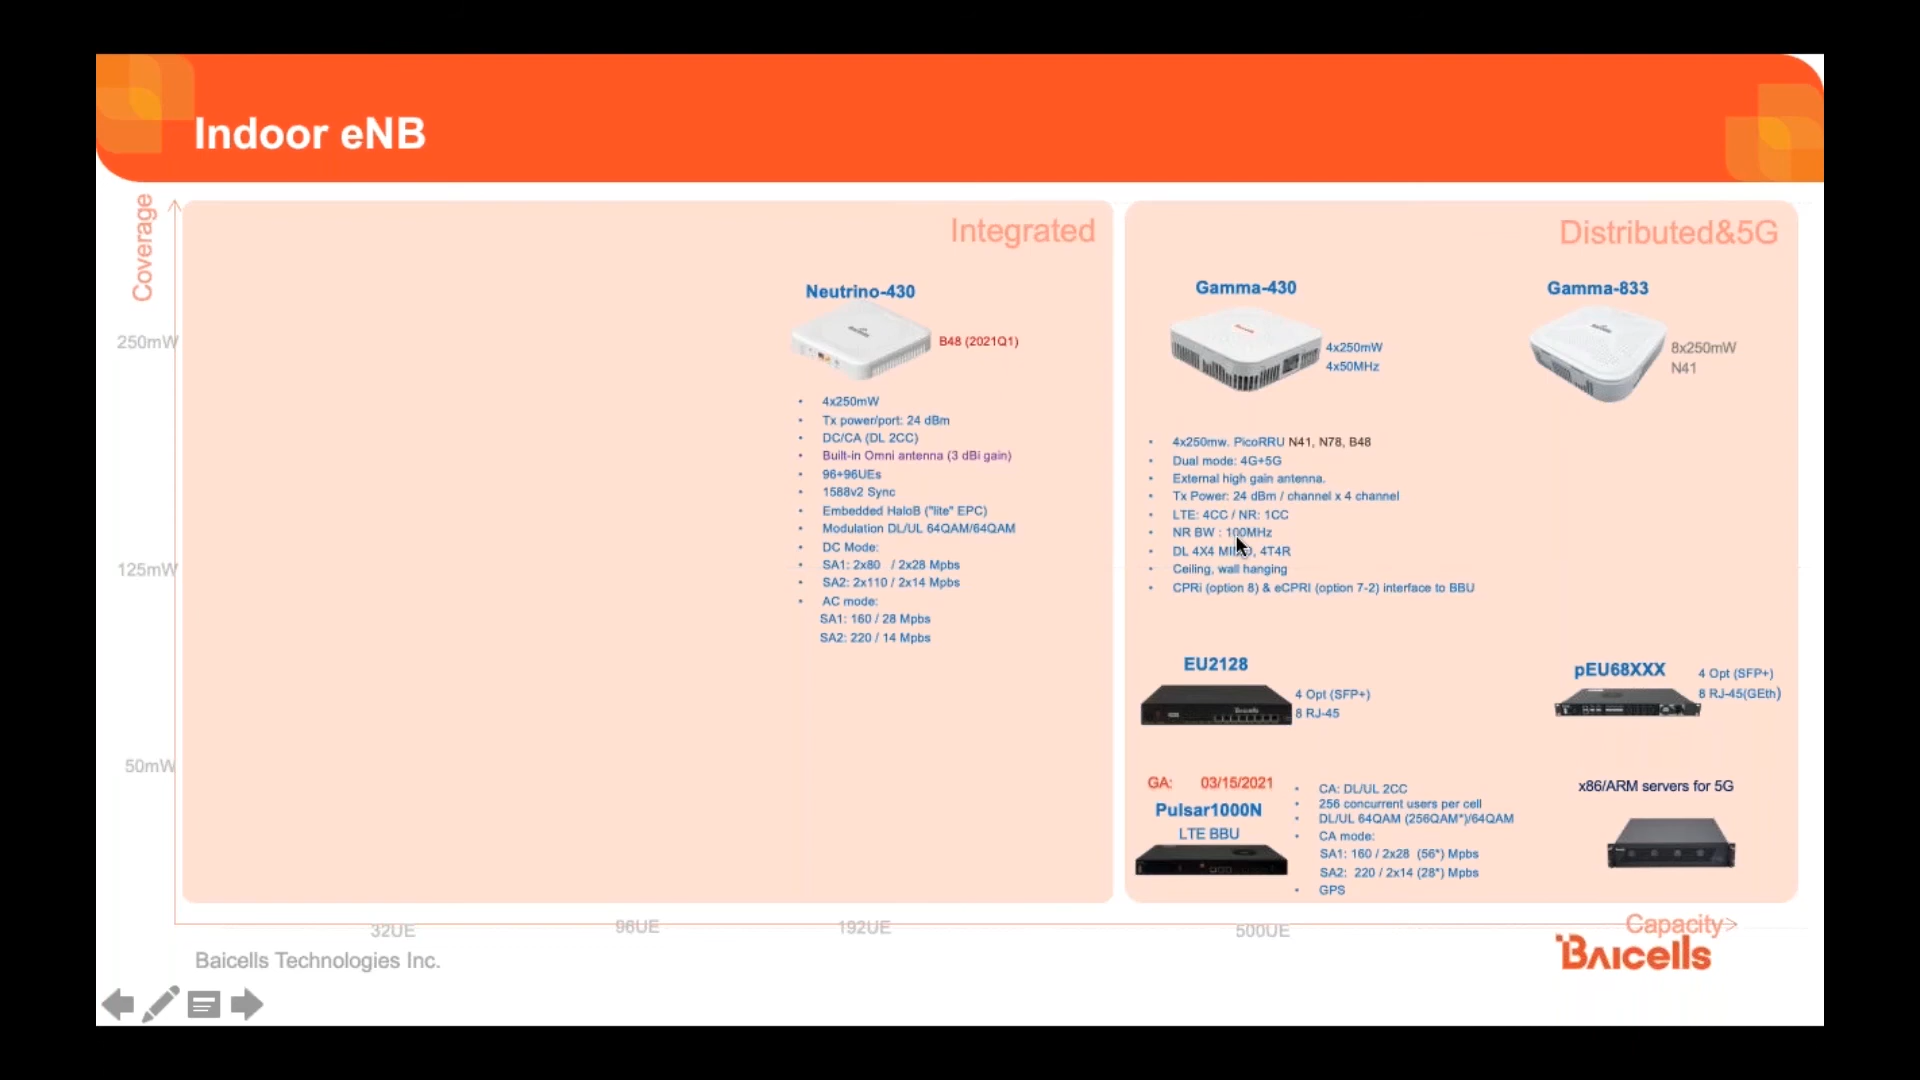 Indoor eNB
Coverage
Integrated
Distributed&5G
250mW
125mW
50mW
Neutrino-430
B48 (2021Q1)
• 4x250mW
• Tx power/port: 24 dBm
• DC/CA (DL 2CC)
• Built-in Omni antenna (3 dBi gain)
• 96+96UEs
• 1588v2 Sync
• Embedded HaloB ("lite" EPC)
• Modulation DL/UL 64QAM/64QAM
• DC Mode:
• SA1: 2x80 / 2x28 Mpbs
• SA2: 2x110 / 2x14 Mpbs
• AC mode:
SA1: 160 / 28 Mpbs
SA2: 220 / 14 Mpbs
Gamma-430
4x250mW
4x50MHz
Gamma-833
8x250mW
N41
• 4x250mw. PicoRRU N41, N78, B48
• Dual mode: 4G+5G
• External high gain antenna.
• Tx Power: 24 dBm / channel x 4 channel
• LTE: 4CC / NR: 1CC
• NR BW : 100MHz
• DL 4X4 MIMO, 4T4R
• Ceiling, wall hanging
• CPRi (option 8) & eCPRI (option 7-2) interface to BBU
EU2128
Baicells
4 Opt (SFP+)
8 RJ-45
pEU68XXX
4 Opt (SFP+)
8 RJ-45(GEth)
GA: 03/15/2021
Pulsar1000N
LTE BBU
• CA: DL/UL 2CC
• 256 concurrent users per cell
• DL/UL 64QAM (256QAM*)/64QAM
• CA mode:
SA1: 160 / 2x28 (56*) Mpbs
SA2: 220 / 2x14 (28*) Mpbs
• GPS
x86/ARM servers for 5G
32UE
96UE
192UE
500UE
Capacity>
Baicells Technologies Inc.
Baicells